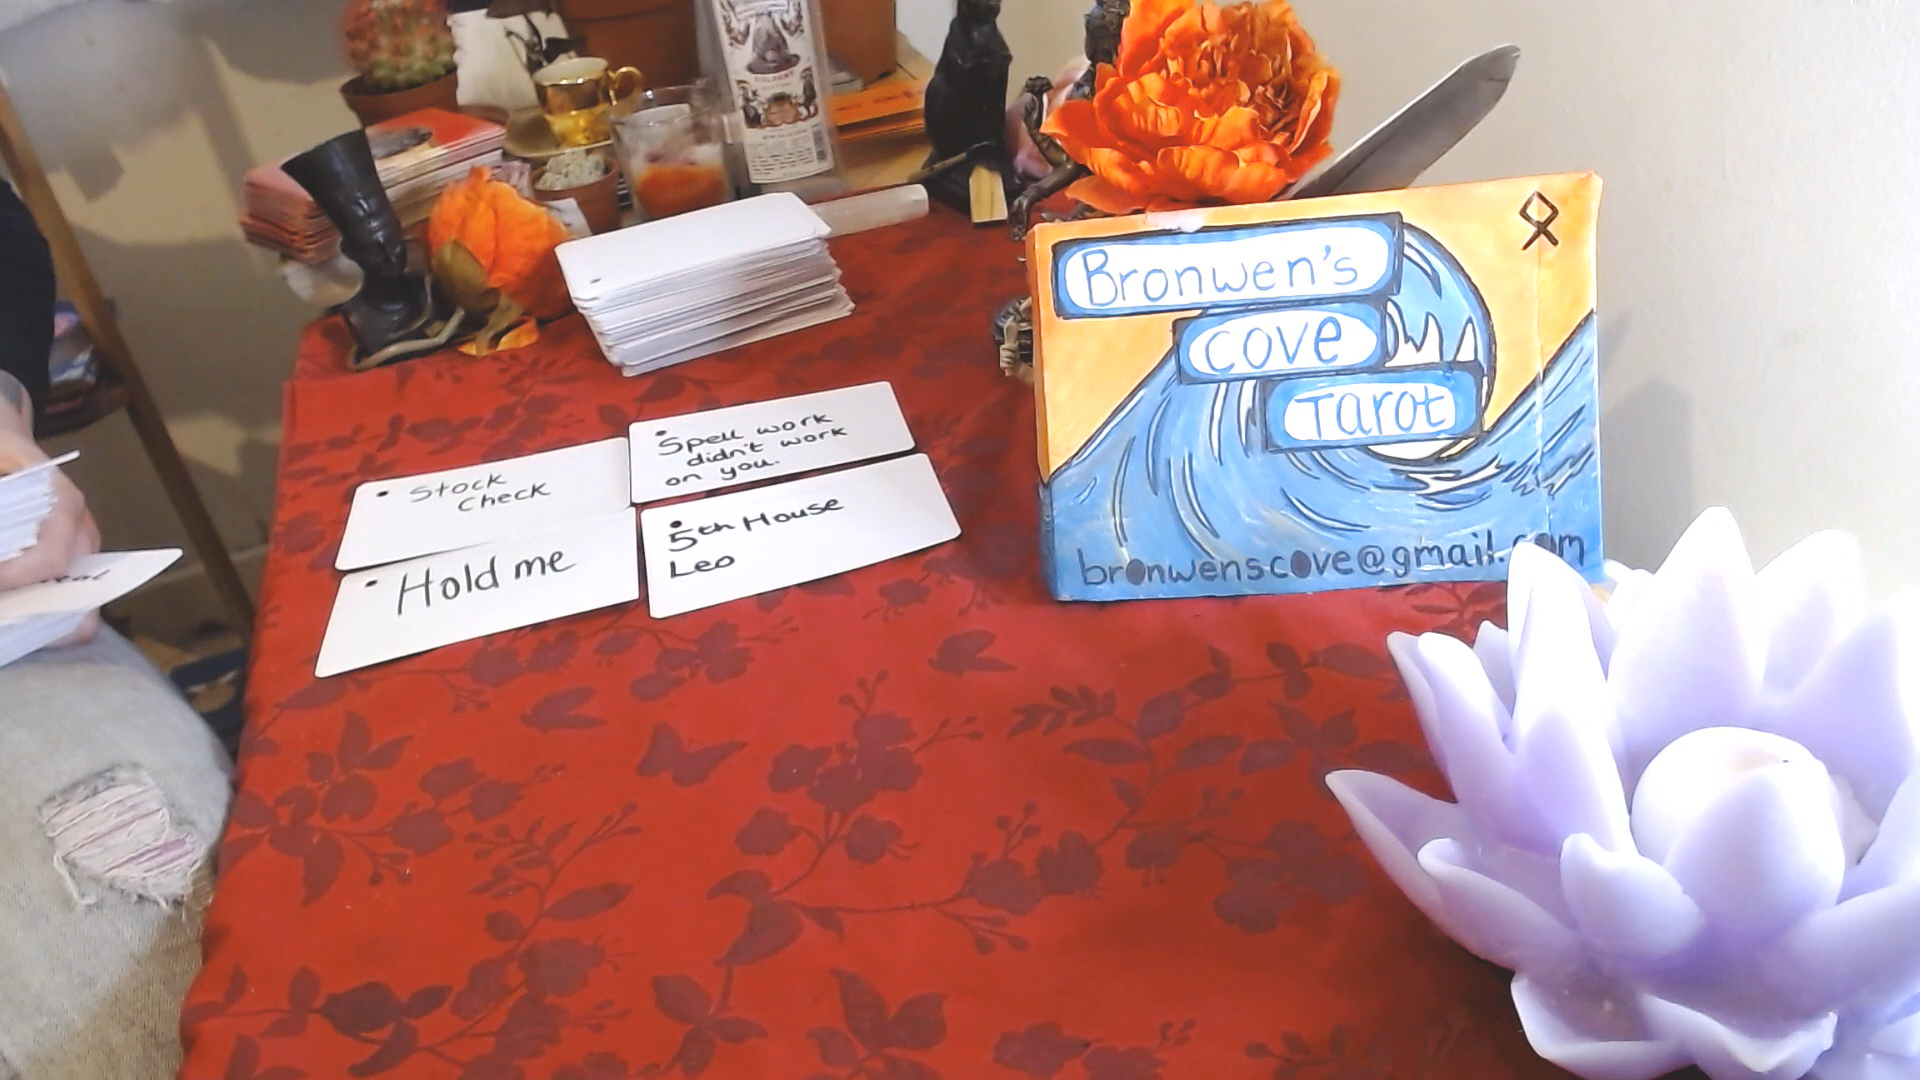 COLOGNE
Stock
Check
Spell work
didn't work
on you.
Hold me
5th House
Leo
Bronwen's
cove
Tarot
bronwenscove@gmail.com